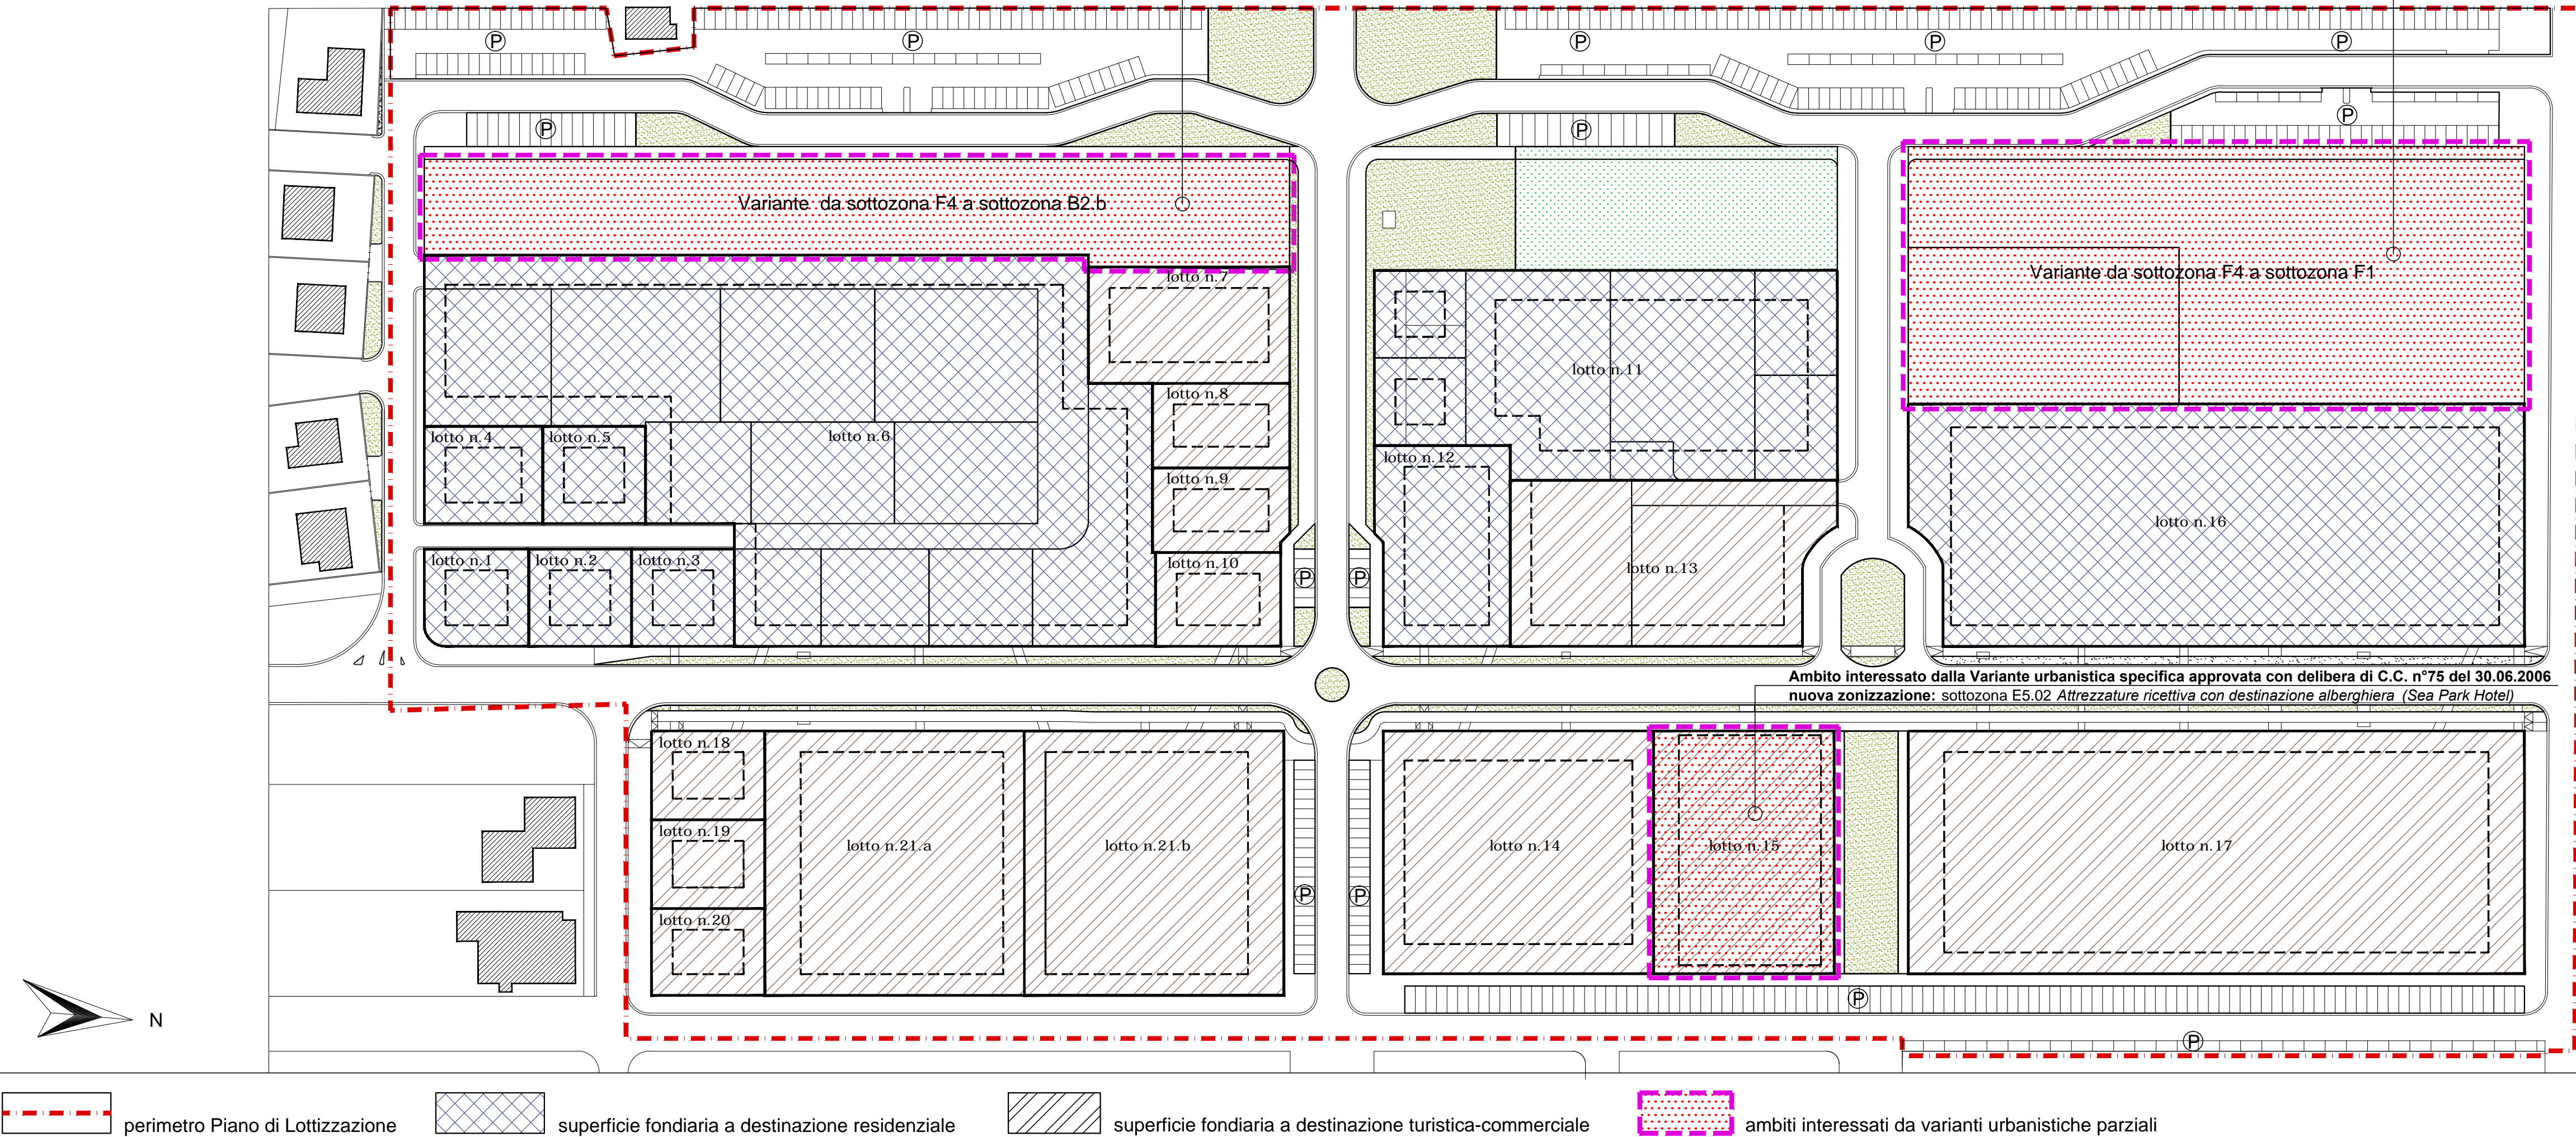 P
P
P
P
P
P
P
P
Variante da sottozona F4 a sottozona B2.b
Variante da sottozona F4 a sottozona F1
lotto n.7
lotto n.8
lotto n.11
lotto n.4
lotto n.5
lotto n.6
lotto n.9
lotto n.12
lotto n.16
lotto n.1
lotto n.2
lotto n.3
lotto n.10
lotto n.13
P
P
Ambito interessato dalla Variante urbanistica specifica approvata con delibera di C.C. n°75 del 30.06.2006
nuova zonizzazione: sottozona E5.02 Attrezzature ricettiva con destinazione alberghiera (Sea Park Hotel)
lotto n.18
lotto n.19
lotto n.20
lotto n.21.a
lotto n.21.b
lotto n.14
lotto n.15
lotto n.17
P
P
P
P
N
perimetro Piano di Lottizzazione
superficie fondiaria a destinazione residenziale
superficie fondiaria a destinazione turistica-commerciale
ambiti interessati da varianti urbanistiche parziali